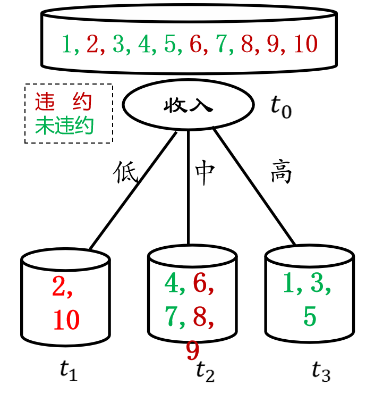 1, 2, 3, 4, 5, 6, 7, 8, 9, 10
违 约
未违约
收入
t₀
低 中 高
2,
10
4, 6,
7, 8,
9
1, 3,
5
t₁ t₂ t₃